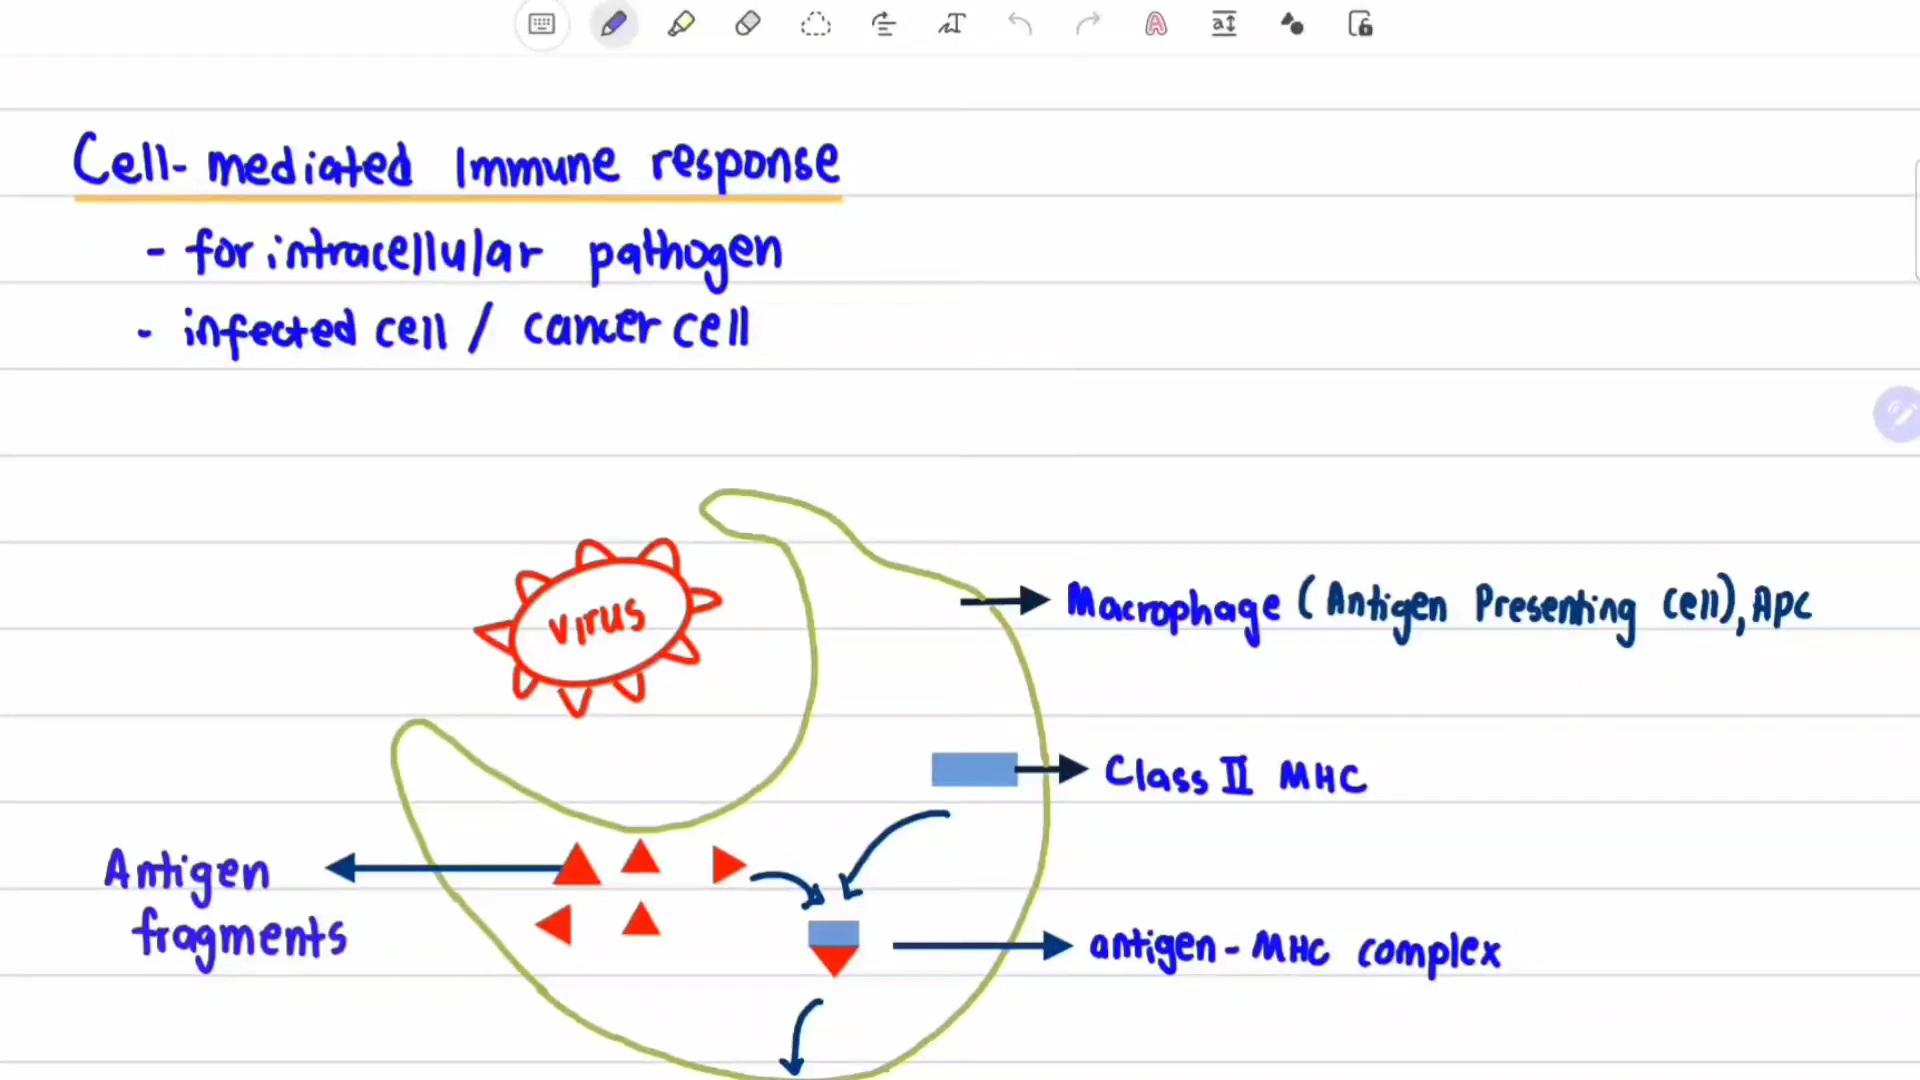 Cell-mediated Immune response
- for intracellular pathogen
- infected cell / cancer cell
virus
Macrophage (Antigen Presenting Cell), APC
Class II MHC
Antigen
fragments
antigen-MHC complex